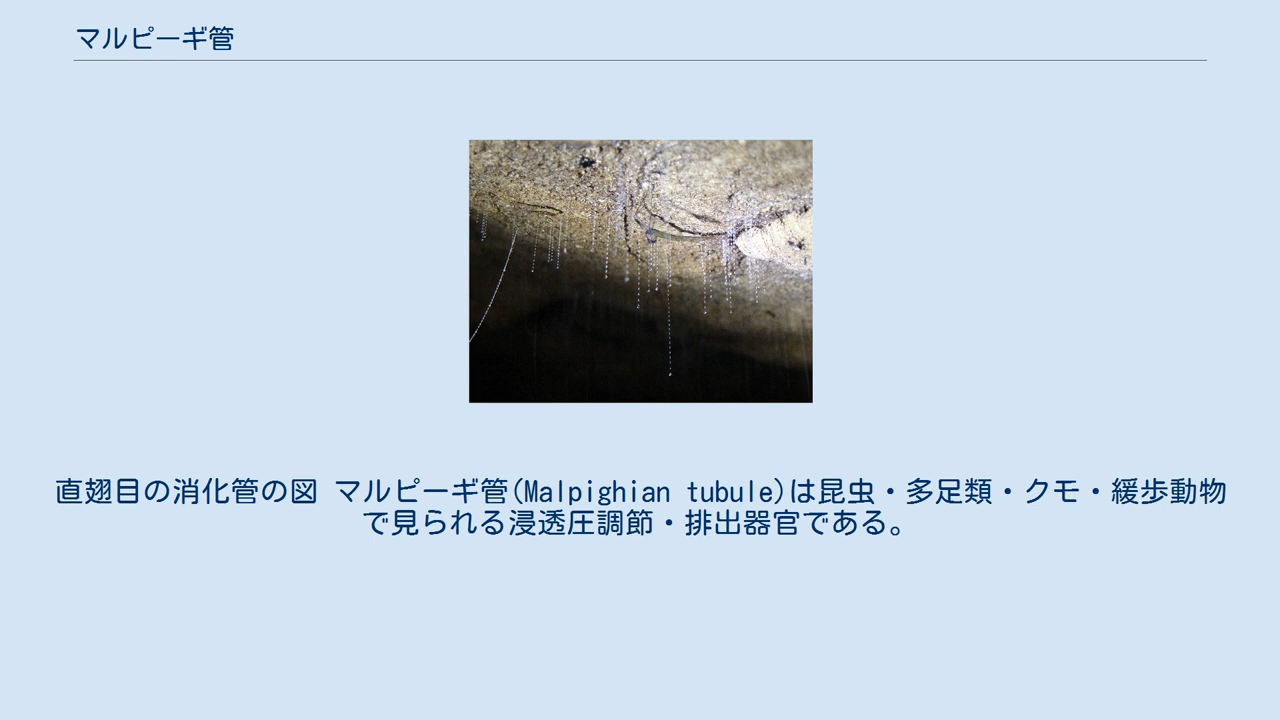 マルピーギ管
直翅目の消化管の図 マルピーギ管(Malpighian tubule)は昆虫・多足類・クモ・緩歩動物
で見られる浸透圧調節・排出器官である。